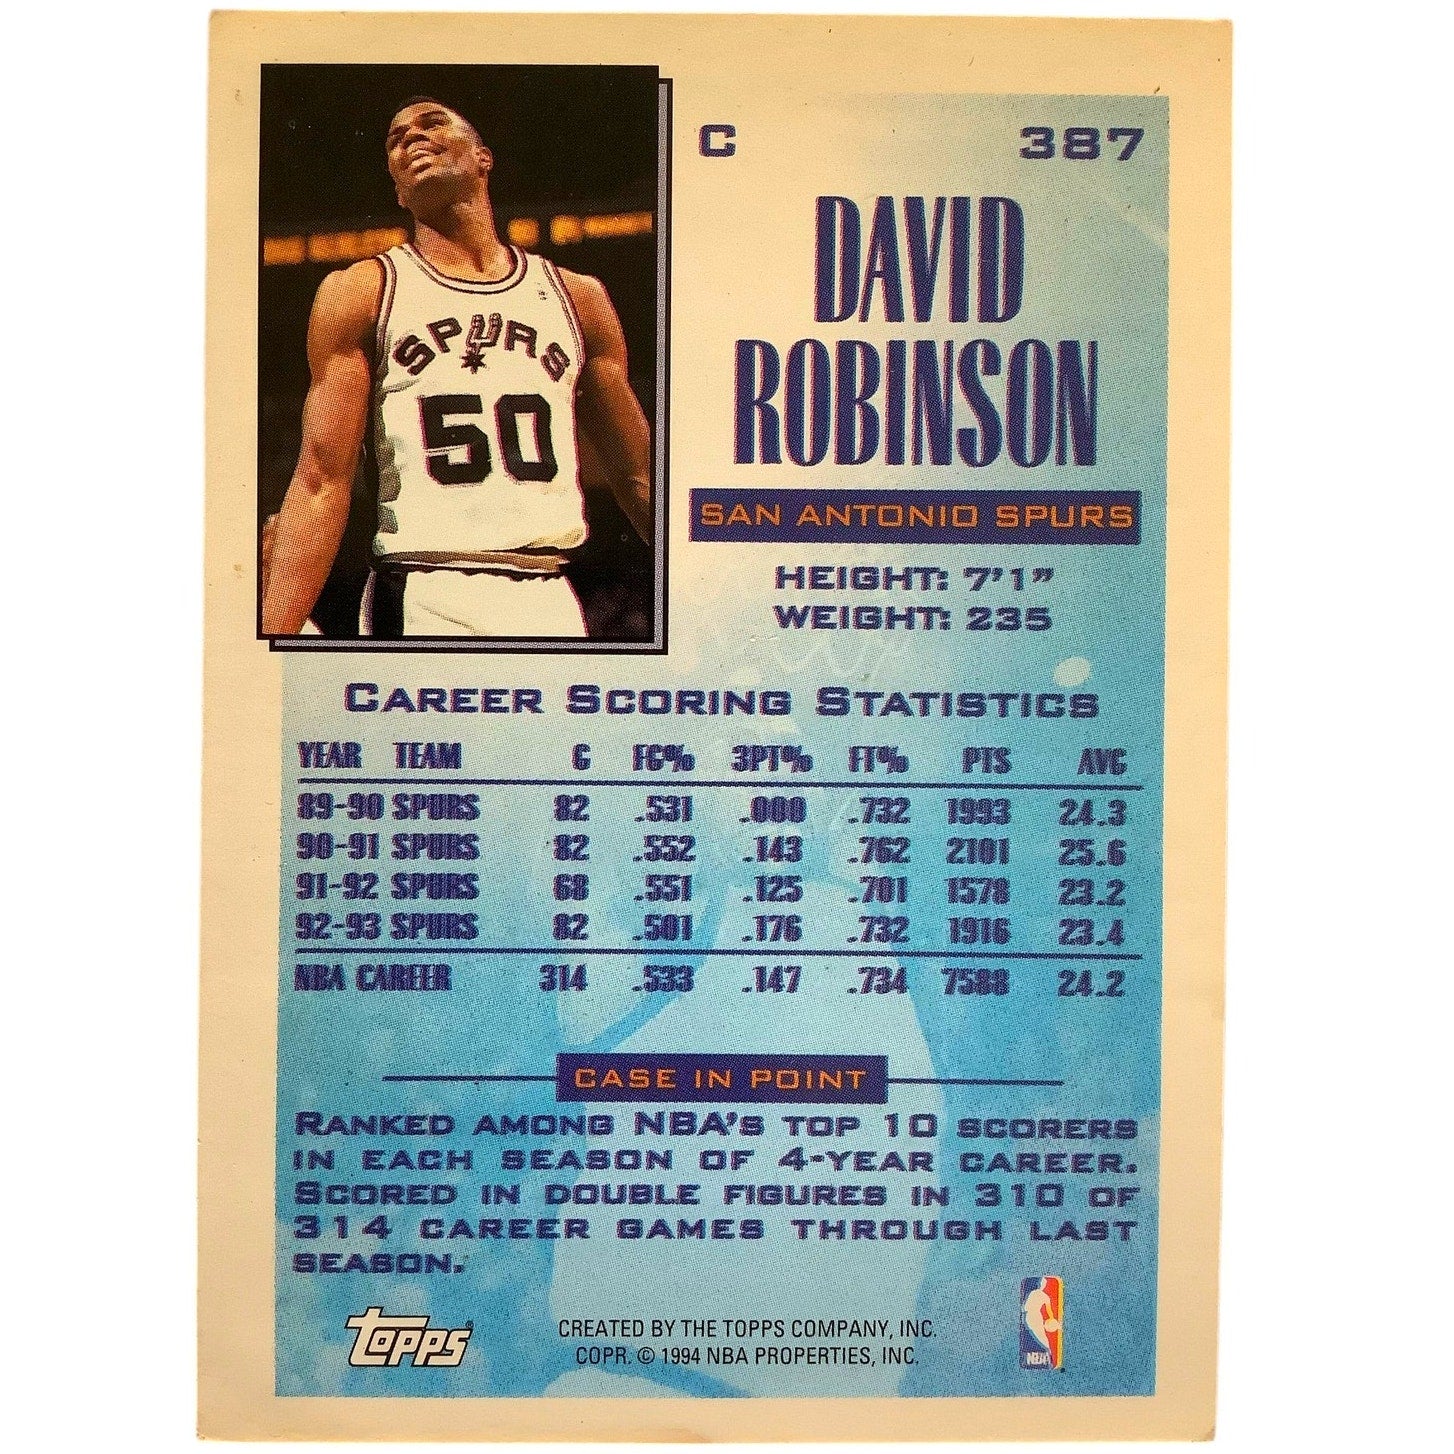 C 387
DAVID
ROBINSON
SAN ANTONIO SPURS
HEIGHT: 7'1"
WEIGHT: 235
SPURS
50
CAREER SCORING STATISTICS
YEAR TEAM G FG% 3PT% FT% PTS AVG
89-90 SPURS 82 .531 .000 .732 1993 24.3
90-91 SPURS 82 .552 .143 .762 2101 25.6
91-92 SPURS 68 .551 .125 .701 1578 23.2
92-93 SPURS 82 .501 .176 .732 1916 23.4
NBA CAREER 314 .533 .147 .734 7588 24.2
CASE IN POINT
RANKED AMONG NBA'S TOP 10 SCORERS
IN EACH SEASON OF 4-YEAR CAREER.
SCORED IN DOUBLE FIGURES IN 310 OF
314 CAREER GAMES THROUGH LAST
SEASON.
TOPPS®
CREATED BY THE TOPPS COMPANY, INC.
COPR. © 1994 NBA PROPERTIES, INC.
NBA